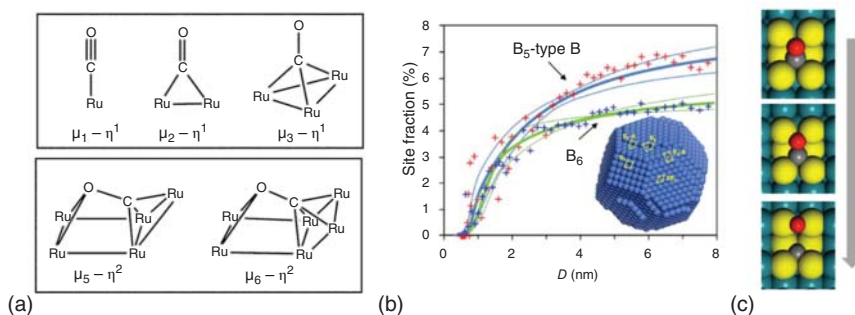 O
C
Ru
μ1 – η1
O
C
Ru Ru
μ2 – η1
O
C
Ru Ru
Ru
μ3 – η1
O C Ru
Ru Ru
Ru Ru
μ5 – η2
O C Ru
Ru Ru Ru
Ru Ru
μ6 – η2
(a)
8
7
6
5
4
3
2
1
0
Site fraction (%)
B5-type B
B6
0 2 4 6 8
D (nm)
(b)
(c)